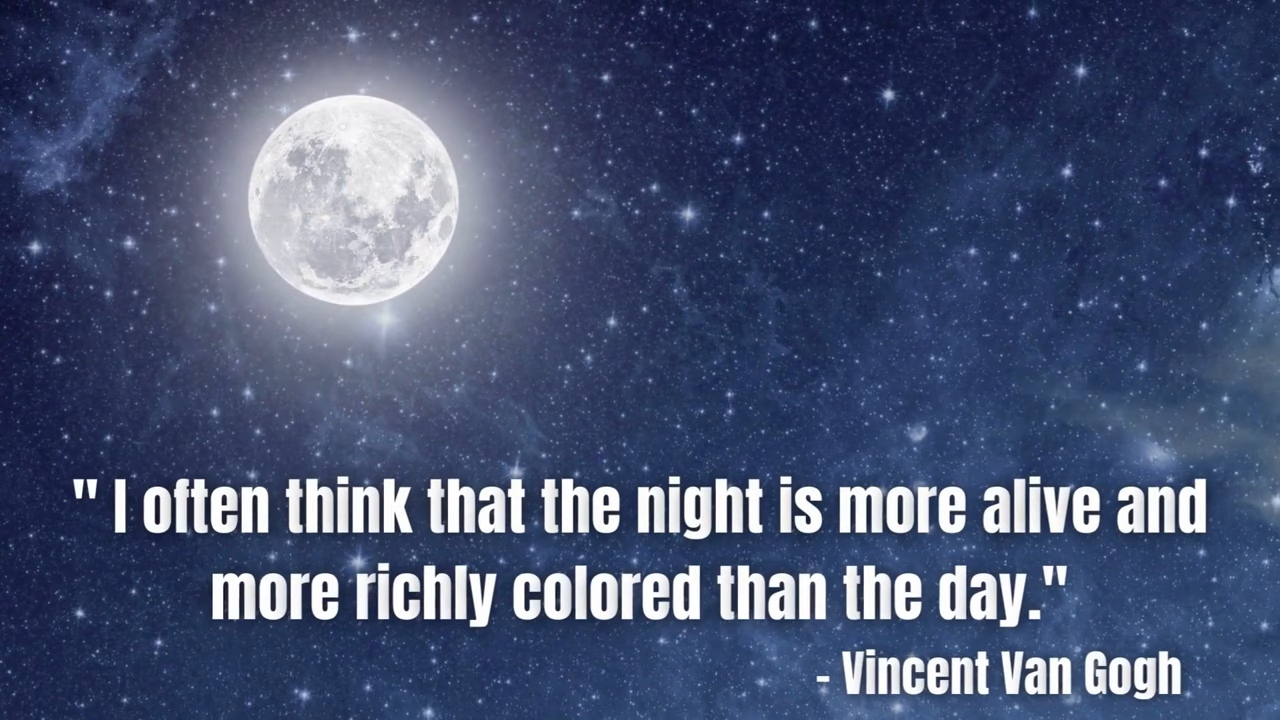 " I often think that the night is more alive and
more richly colored than the day."
- Vincent Van Gogh